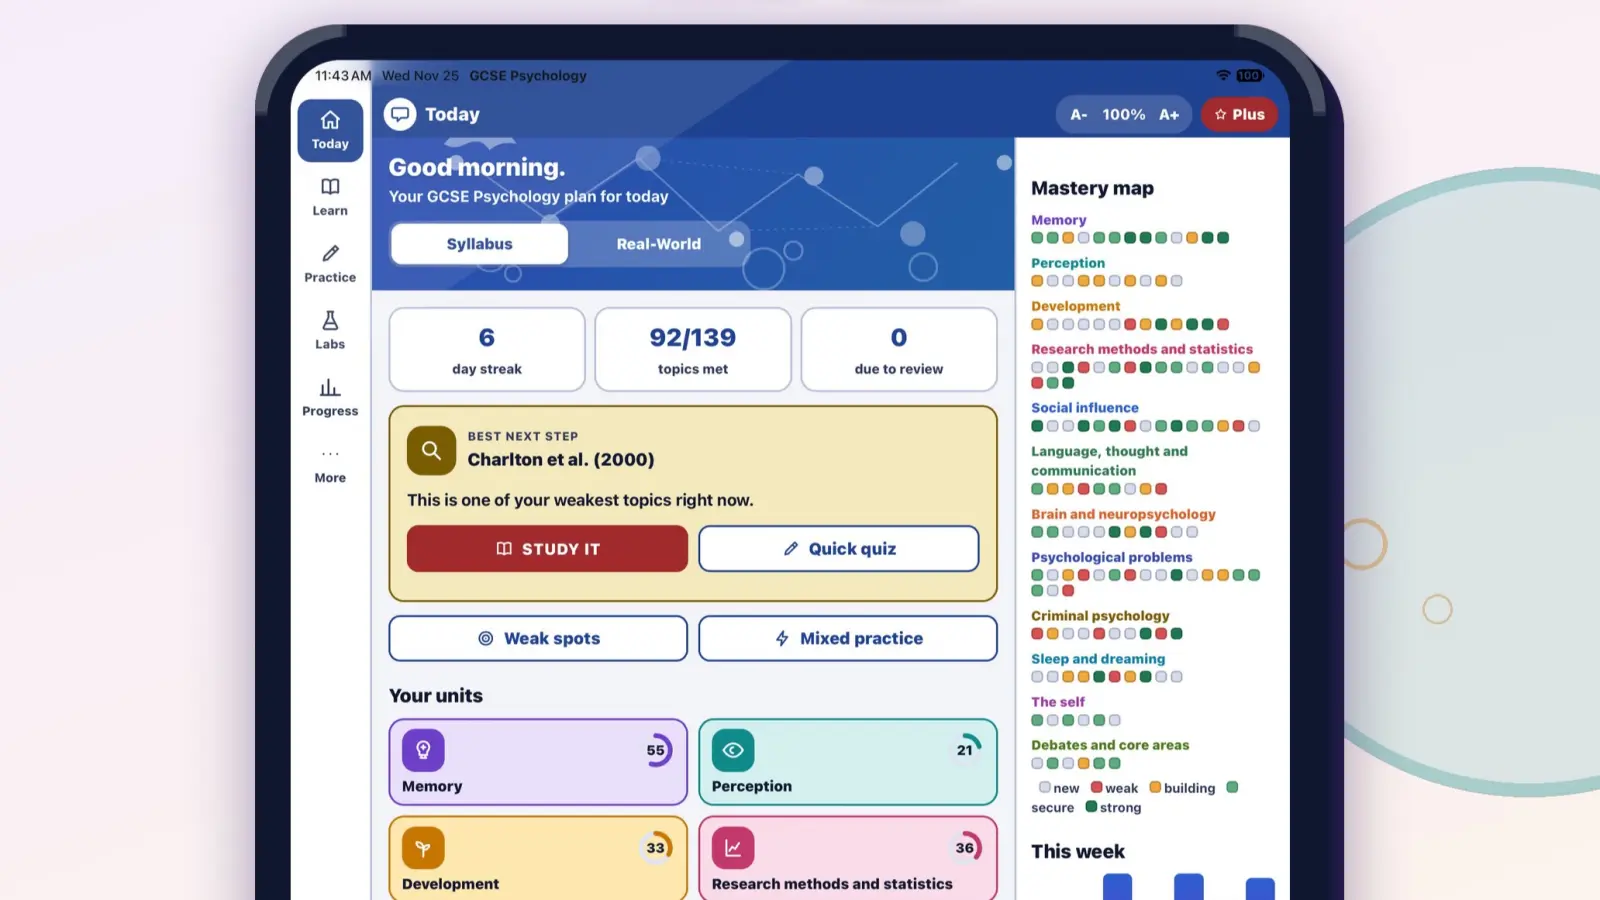 11:43 AM Wed Nov 25 GCSE Psychology
100
Today
Learn
Practice
Labs
Progress
More
Today
A- 100% A+
Plus
Good morning.
Your GCSE Psychology plan for today
Syllabus
Real-World
6
day streak
92/139
topics met
0
due to review
BEST NEXT STEP
Charlton et al. (2000)
This is one of your weakest topics right now.
STUDY IT
Quick quiz
Weak spots
Mixed practice
Your units
55
Memory
21
Perception
33
Development
36
Research methods and statistics
Mastery map
Memory
Perception
Development
Research methods and statistics
Social influence
Language, thought and
communication
Brain and neuropsychology
Psychological problems
Criminal psychology
Sleep and dreaming
The self
Debates and core areas
new weak building
secure strong
This week